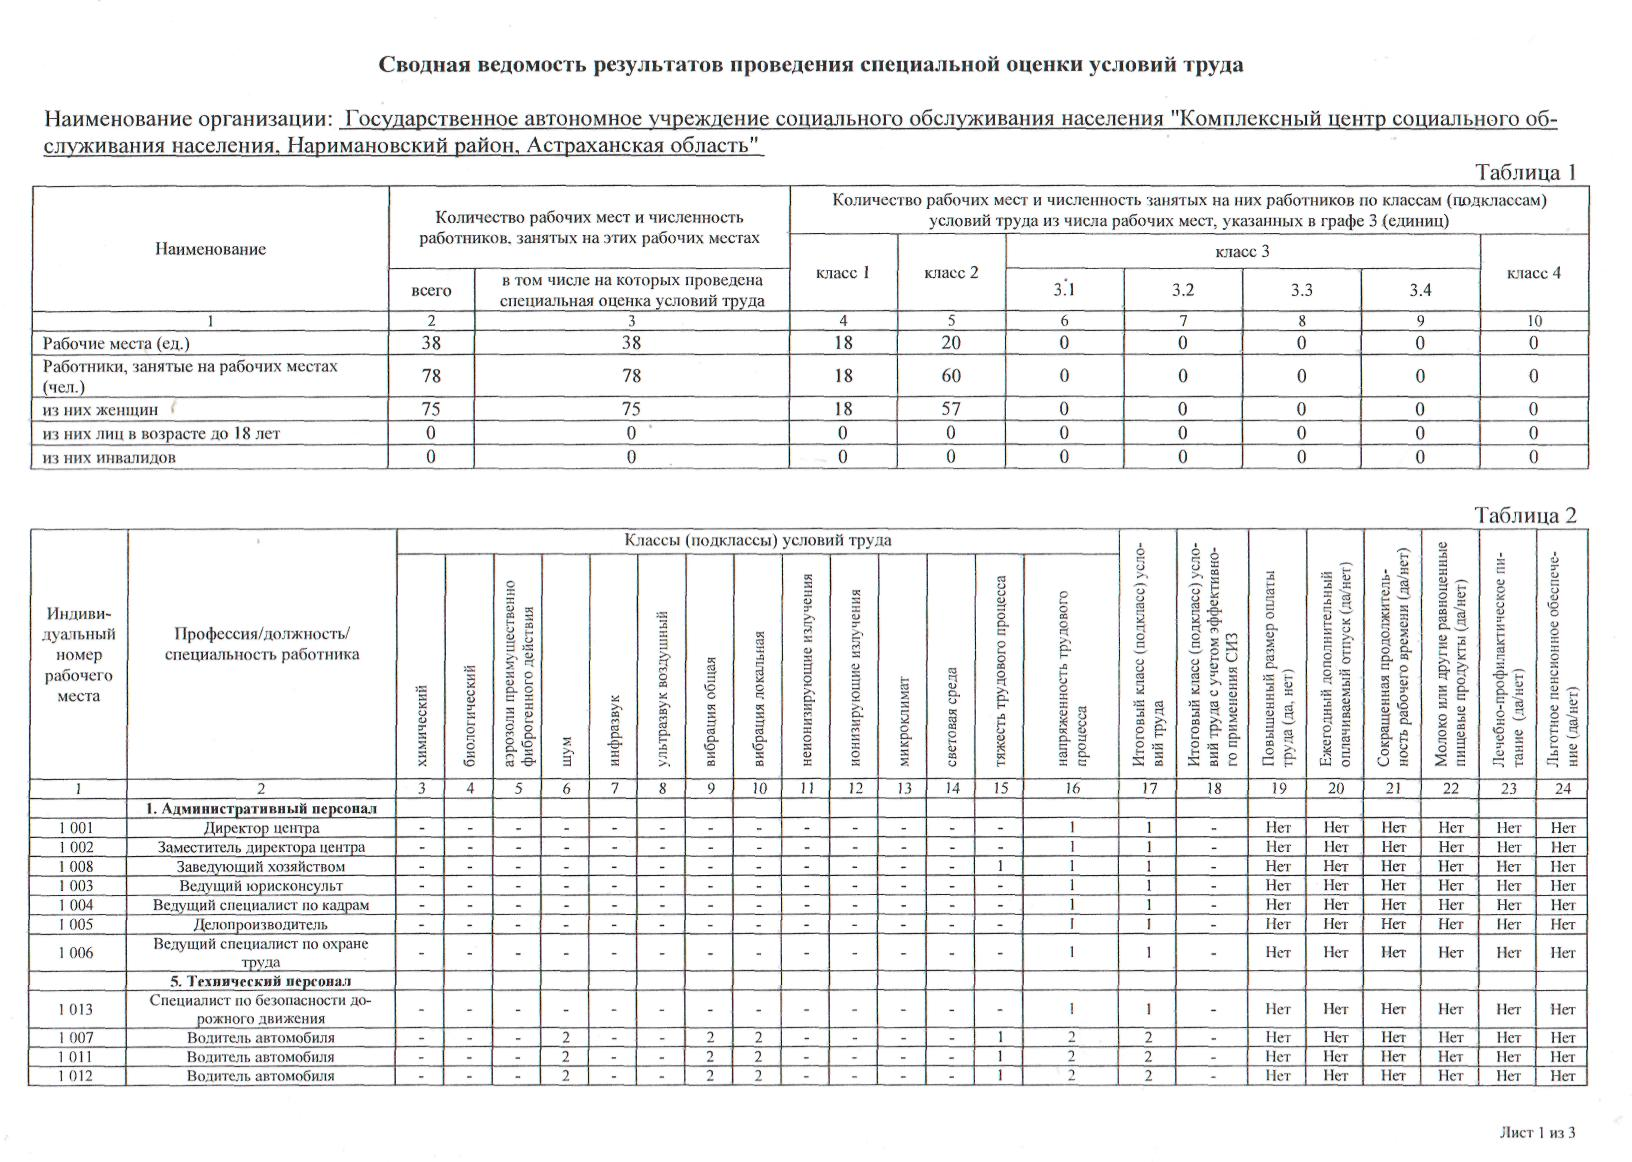 Сводная ведомость результатов проведения специальной оценки условий труда
Наименование организации: Государственное автономное учреждение социального обслуживания населения "Комплексный центр социального об-
служивания населения, Наримановский район, Астраханская область"
Таблица 1
Наименование
Количество рабочих мест и численность
работников, занятых на этих рабочих местах
Количество рабочих мест и численность занятых на них работников по классам (подклассам)
условий труда из числа рабочих мест, указанных в графе 3 (единиц)
всего
в том числе на которых проведена
специальная оценка условий труда
класс 1
класс 2
класс 3
класс 4
3.1 3.2 3.3 3.4
1 2 3 4 5 6 7 8 9 10
Рабочие места (ед.) 38 38 18 20 0 0 0 0 0
Работники, занятые на рабочих местах
(чел.) 78 78 18 60 0 0 0 0 0
из них женщин 75 75 18 57 0 0 0 0 0
из них лиц в возрасте до 18 лет 0 0 0 0 0 0 0 0 0
из них инвалидов 0 0 0 0 0 0 0 0 0
Таблица 2
Индиви-
дуальный
номер
рабочего
места
Профессия/должность/
специальность работника
Классы (подклассы) условий труда
химический
биологический
аэрозоли преимущественно
фиброгенного действия
шум
инфразвук
ультразвук воздушный
вибрация общая
вибрация локальная
неионизирующие излучения
ионизирующие излучения
микроклимат
световая среда
тяжесть трудового процесса
напряженность трудового
процесса
Итоговый класс (подкласс) усло-
вий труда
Итоговый класс (подкласс) усло-
вий труда с учетом эффективно-
го применения СИЗ
Повышенный размер оплаты
труда (да, нет)
Ежегодный дополнительный
оплачиваемый отпуск (да/нет)
Сокращенная продолжитель-
ность рабочего времени (да/нет)
Молоко или другие равноценные
пищевые продукты (да/нет)
Лечебно-профилактическое пи-
тание (да/нет)
Льготное пенсионное обеспече-
ние (да/нет)
1 2 3 4 5 6 7 8 9 10 11 12 13 14 15 16 17 18 19 20 21 22 23 24
1. Административный персонал
1 001 Директор центра - - - - - - - - - - - - - 1 1 - Нет Нет Нет Нет Нет Нет
1 002 Заместитель директора центра - - - - - - - - - - - - - 1 1 - Нет Нет Нет Нет Нет Нет
1 008 Заведующий хозяйством - - - - - - - - - - - - 1 1 1 - Нет Нет Нет Нет Нет Нет
1 003 Ведущий юрисконсульт - - - - - - - - - - - - - 1 1 - Нет Нет Нет Нет Нет Нет
1 004 Ведущий специалист по кадрам - - - - - - - - - - - - - 1 1 - Нет Нет Нет Нет Нет Нет
1 005 Делопроизводитель - - - - - - - - - - - - - 1 1 - Нет Нет Нет Нет Нет Нет
1 006 Ведущий специалист по охране
труда - - - - - - - - - - - - - 1 1 - Нет Нет Нет Нет Нет Нет
5. Технический персонал
1 013 Специалист по безопасности до-
рожного движения - - - - - - - - - - - - - 1 1 - Нет Нет Нет Нет Нет Нет
1 007 Водитель автомобиля - - - 2 - - 2 2 - - - - 1 2 2 - Нет Нет Нет Нет Нет Нет
1 011 Водитель автомобиля - - - 2 - - 2 2 - - - - 1 2 2 - Нет Нет Нет Нет Нет Нет
1 012 Водитель автомобиля - - - 2 - - 2 2 - - - - 1 2 2 - Нет Нет Нет Нет Нет Нет
Лист 1 из 3